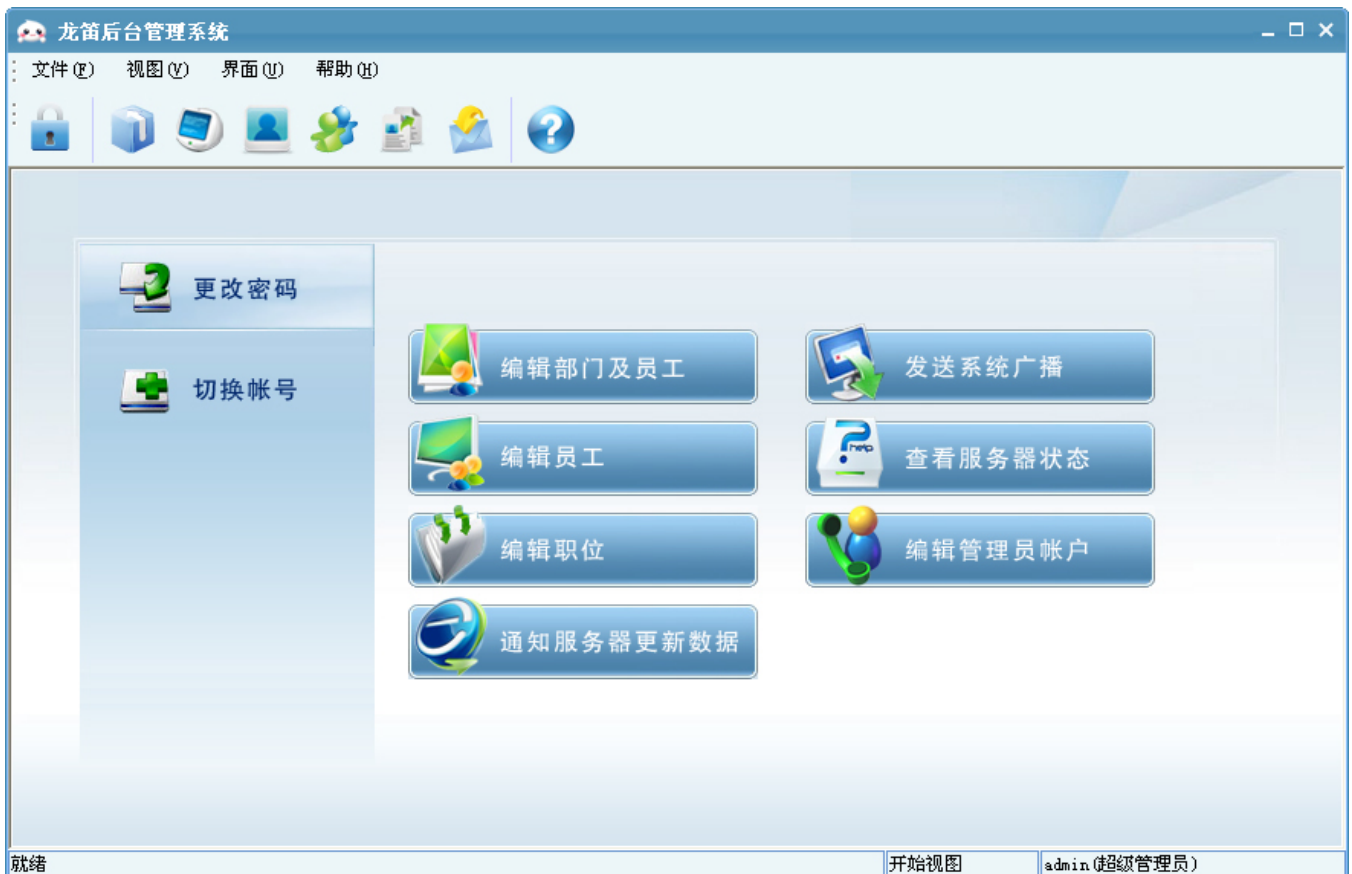 龙笛后台管理系统
文件(F) 视图(V) 界面(U) 帮助(H)
更改密码
切换帐号
编辑部门及员工
发送系统广播
编辑员工
help
查看服务器状态
编辑职位
编辑管理员帐户
通知服务器更新数据
就绪 开始视图 admin(超级管理员)